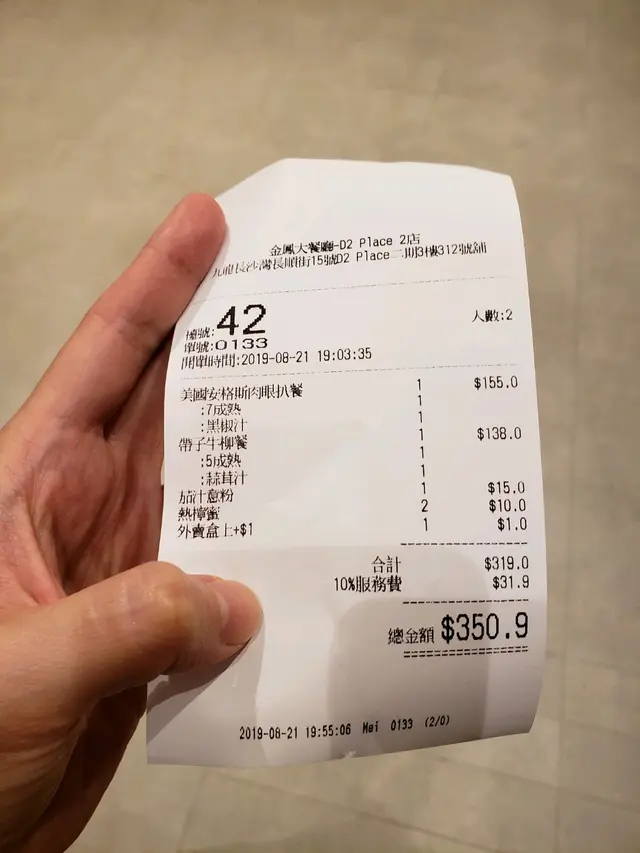 金鳳大餐廳-D2 Place 2店
九龍長沙灣長順街15號D2 Place二期3樓312號舖
檯號:42
人數:2
單號:0133
開單時間:2019-08-21 19:03:35
美國安格斯肉眼扒餐 1 $155.0
:7成熟 1
:黑椒汁 1
帶子牛柳餐 1 $138.0
:5成熟 1
:蒜茸汁 1
茄汁意粉 1 $15.0
熱檸蜜 2 $10.0
外賣盒上+$1 1 $1.0
合計 $319.0
10%服務費 $31.9
總金額 $350.9
2019-08-21 19:55:06 Mai 0133 (2/0)